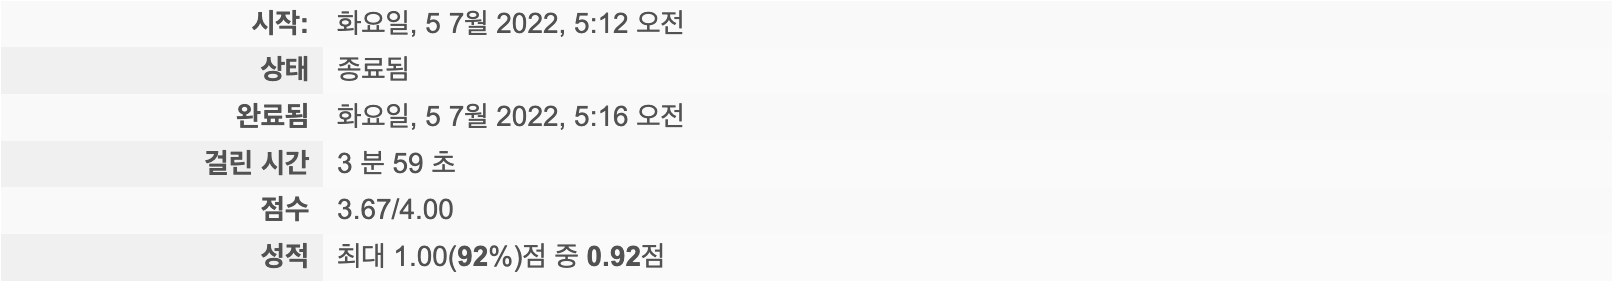 시작: 화요일, 5 7월 2022, 5:12 오전
상태 종료됨
완료됨 화요일, 5 7월 2022, 5:16 오전
걸린 시간 3 분 59 초
점수 3.67/4.00
성적 최대 1.00(92%)점 중 0.92점